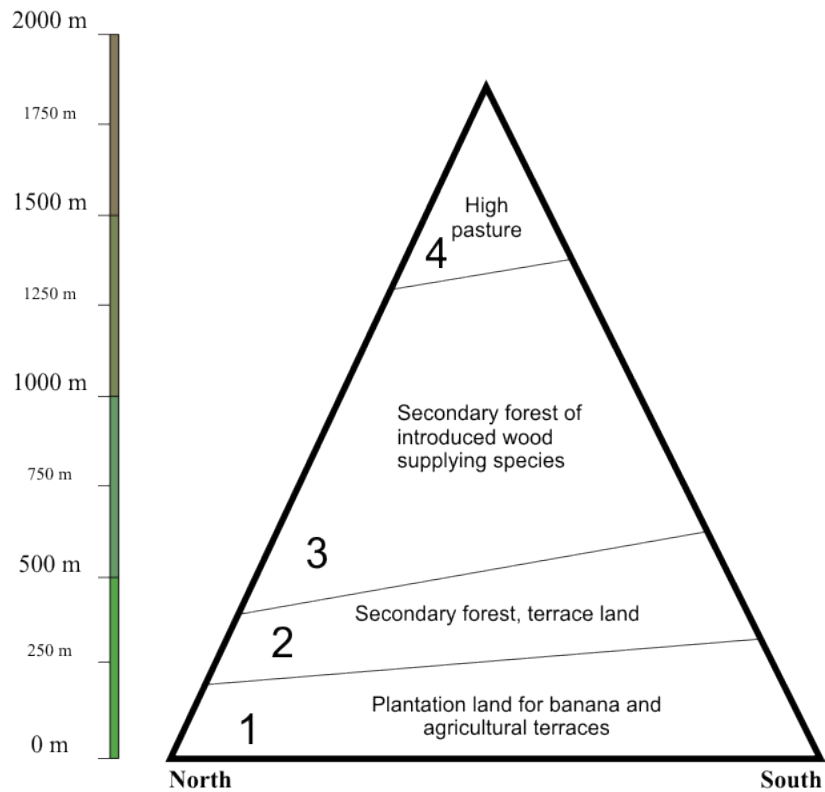 2000 m
1750 m
1500 m
1250 m
1000 m
750 m
500 m
250 m
0 m
High
pasture
4
Secondary forest of
introduced wood
supplying species
3
Secondary forest, terrace land
2
Plantation land for banana and
agricultural terraces
1
North
South